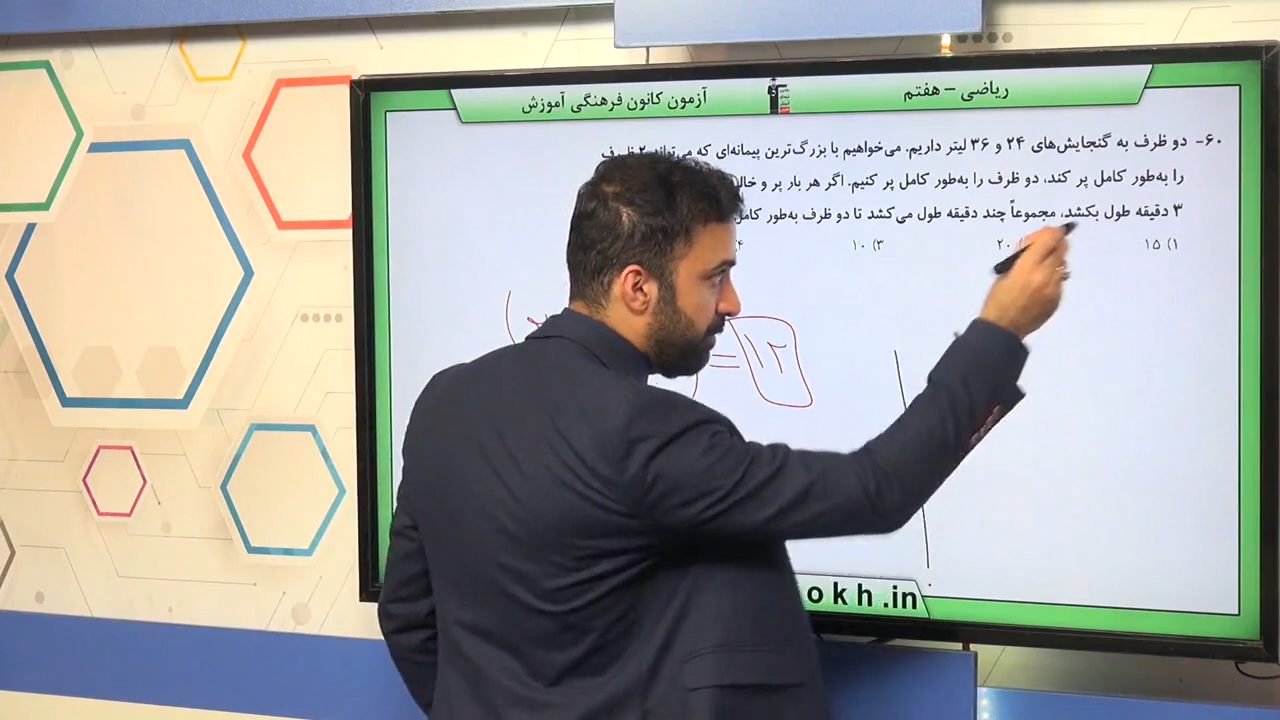 ریاضی - هفتم
آزمون کانون فرهنگی آموزش
۶۰- دو ظرف به گنجایش‌های ۲۴ و ۳۶ لیتر داریم. می‌خواهیم با بزرگ‌ترین پیمانه‌ای که می‌تواند ۲ ظرف
را به‌طور کامل پر کند، دو ظرف را به‌طور کامل پر کنیم. اگر هر بار پر و
۳ دقیقه طول بکشد، مجموعاً چند دقیقه طول می‌کشد تا دو ظرف به‌طور کامل
۱) ۱۵ ۲۰ ۳) ۱۰ ۴
= ۱۲
okh.in